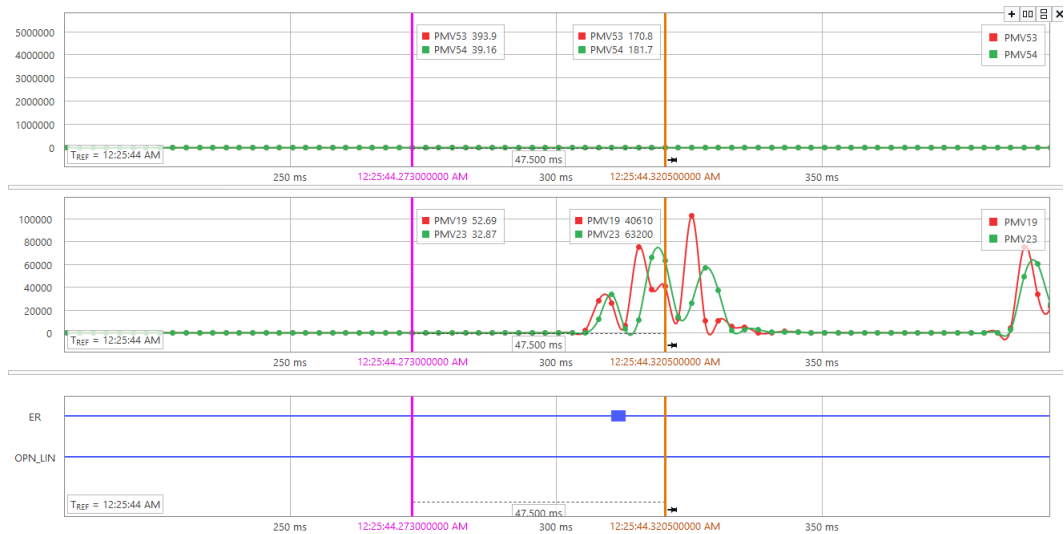 5000000
4000000
3000000
2000000
1000000
0
PMV53 393.9
PMV54 39.16
PMV53 170.8
PMV54 181.7
PMV53
PMV54
TREF = 12:25:44 AM
47.500 ms
250 ms
12:25:44.273000000 AM
300 ms
12:25:44.320500000 AM
350 ms
100000
80000
60000
40000
20000
0
PMV19 52.69
PMV23 32.87
PMV19 40610
PMV23 63200
PMV19
PMV23
TREF = 12:25:44 AM
47.500 ms
250 ms
12:25:44.273000000 AM
300 ms
12:25:44.320500000 AM
350 ms
ER
OPN_LIN
TREF = 12:25:44 AM
47.500 ms
250 ms
12:25:44.273000000 AM
300 ms
12:25:44.320500000 AM
350 ms